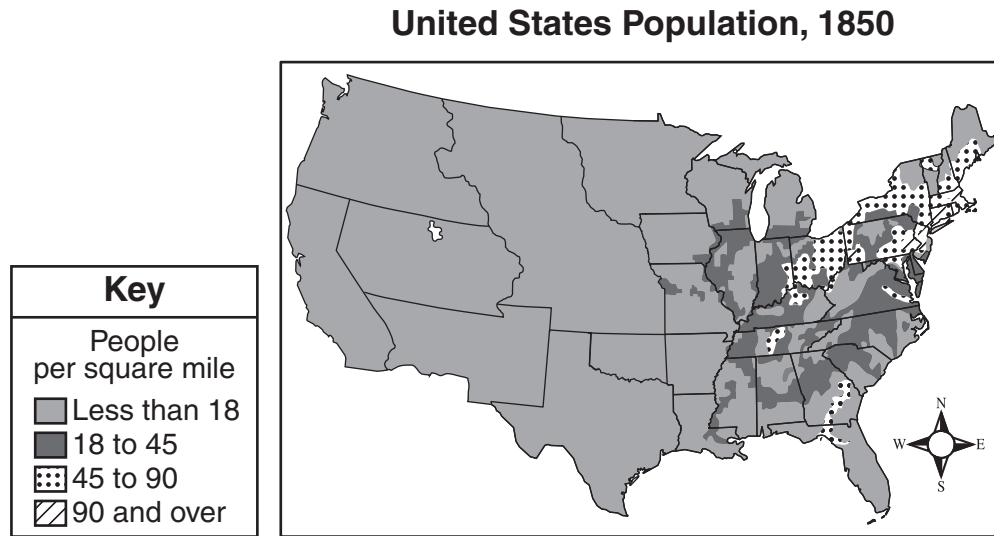 United States Population, 1850
Key
People
per square mile
Less than 18
18 to 45
45 to 90
90 and over
N
W
E
S